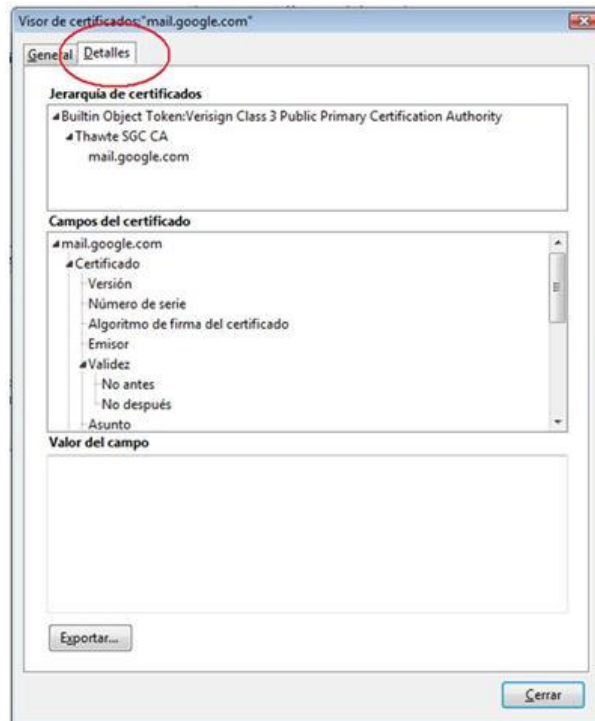 Visor de certificados:"mail.google.com"
General Detalles
Jerarquía de certificados
Builtin Object Token:Verisign Class 3 Public Primary Certification Authority
Thawte SGC CA
mail.google.com
Campos del certificado
mail.google.com
Certificado
Versión
Número de serie
Algoritmo de firma del certificado
Emisor
Validez
No antes
No después
Asunto
Valor del campo
Exportar...
Cerrar